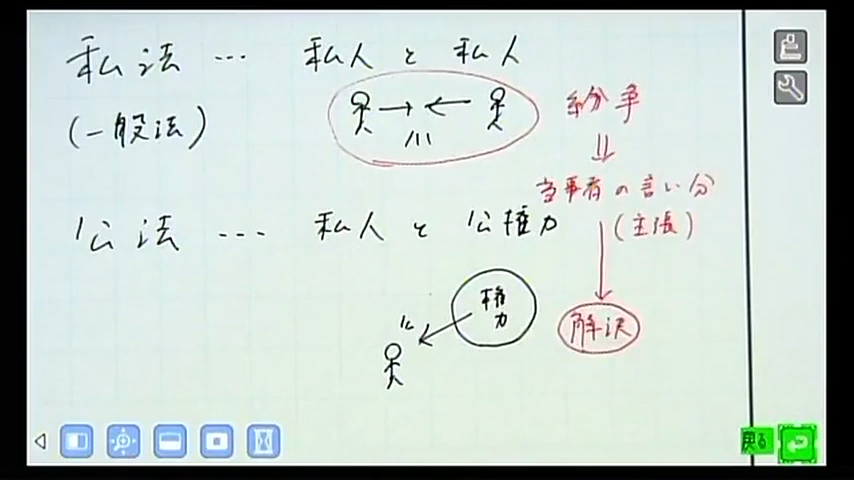 私法 … 私人 と 私人
(一般法)
紛争
⇓
当事者の言い分
(主張)
公法 … 私人 と 公権力
権力
解決
戻る